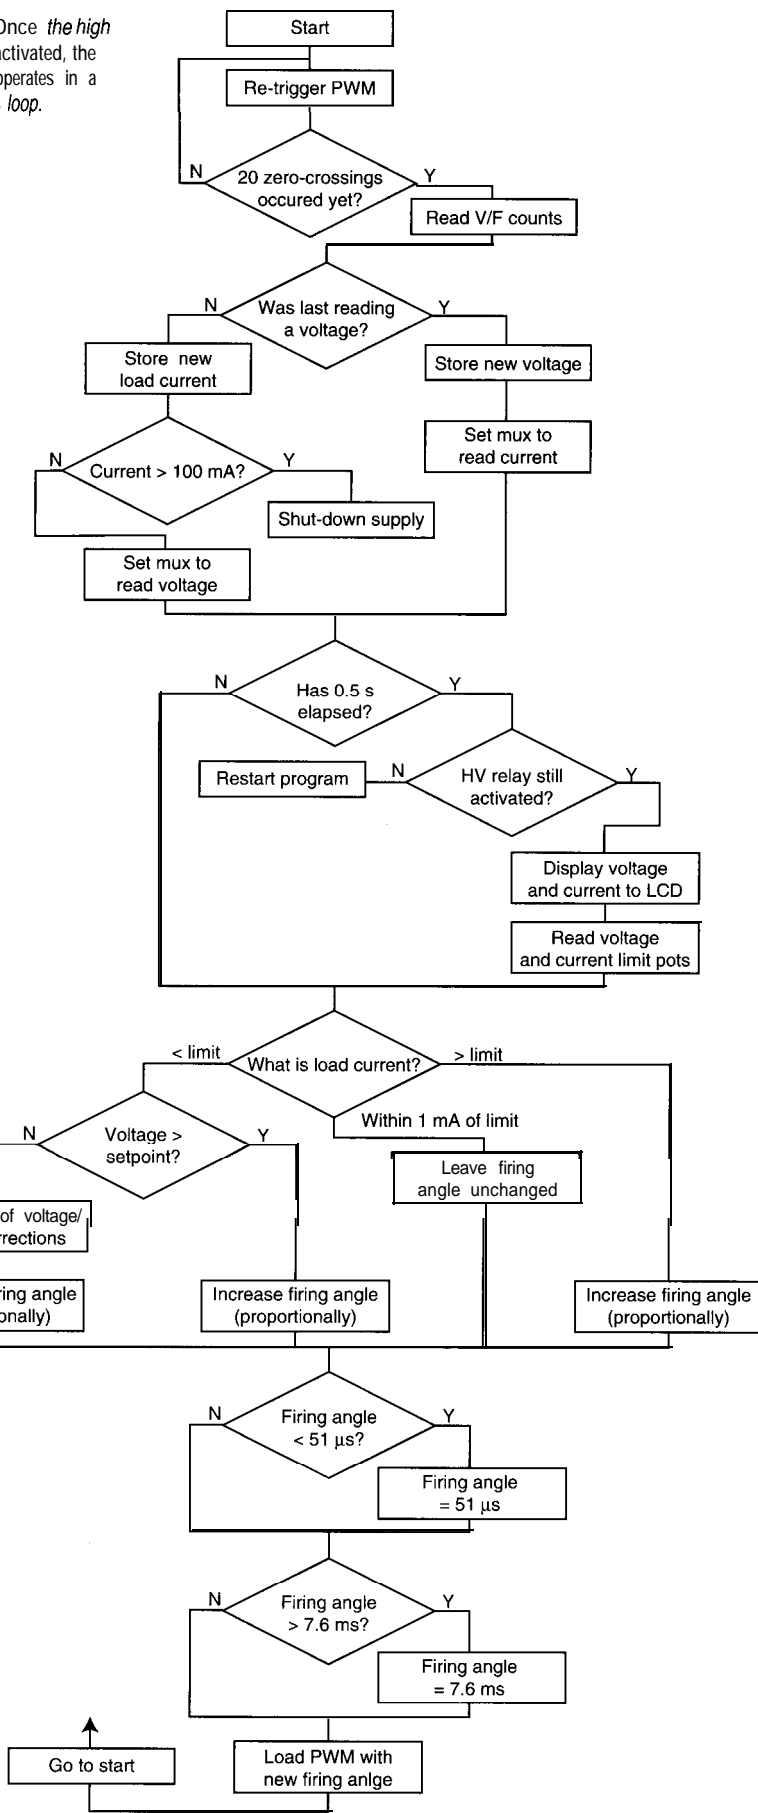 Once the high
activated, the
operates in a
loop.
Start
Re-trigger PWM
N
20 zero-crossings
occured yet?
Y
Read V/F counts
N
Was last reading
a voltage?
Y
Store new
load current
Store new voltage
N
Current > 100 mA?
Y
Set mux to
read current
Shut-down supply
Set mux to
read voltage
N
Has 0.5 s
elapsed?
Y
Restart program
N
HV relay still
activated?
Y
Display voltage
and current to LCD
Read voltage
and current limit pots
< limit
What is load current?
> limit
Within 1 mA of limit
N
Voltage >
setpoint?
Y
Leave firing
angle unchanged
of voltage/
rrections
ring angle
onally)
Increase firing angle
(proportionally)
Increase firing angle
(proportionally)
N
Firing angle
< 51 µs?
Y
Firing angle
= 51 µs
N
Firing angle
> 7.6 ms?
Y
Firing angle
= 7.6 ms
Go to start
Load PWM with
new firing anlge